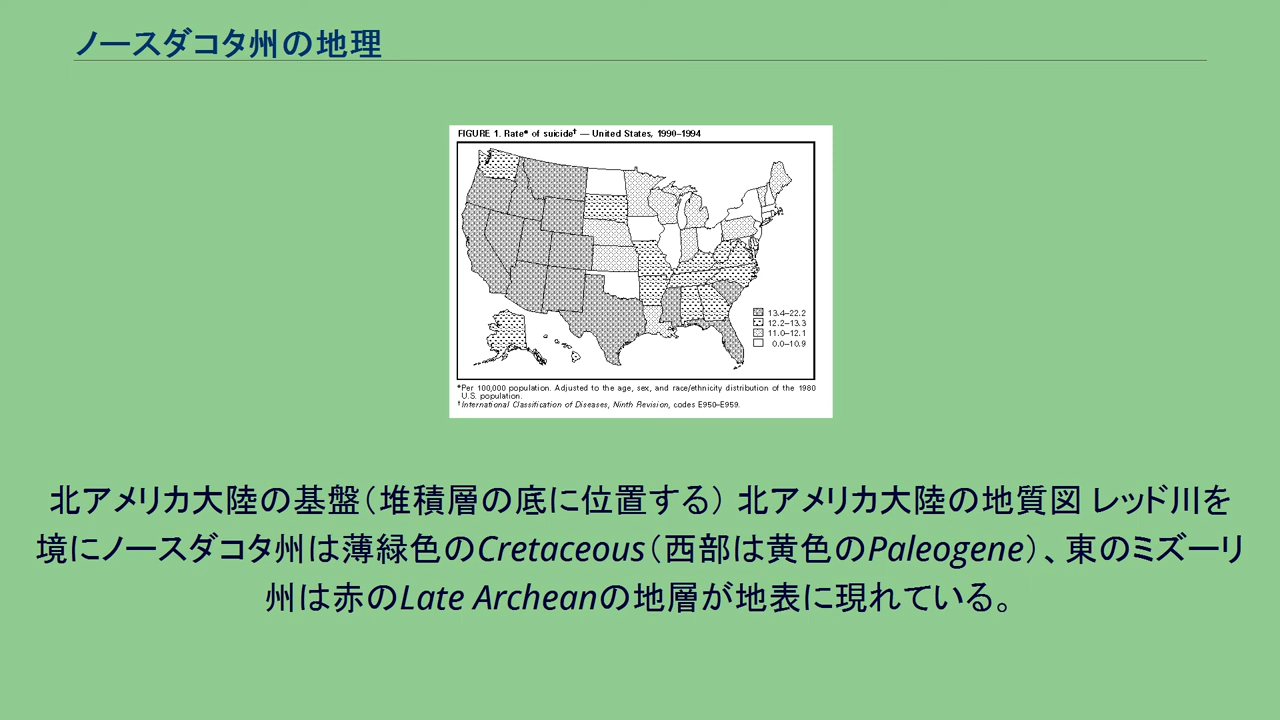 ノースダコタ州の地理
FIGURE 1. Rate* of suicide† — United States, 1990–1994
13.4–22.2
12.2–13.3
11.0–12.1
0.0–10.9
*Per 100,000 population. Adjusted to the age, sex, and race/ethnicity distribution of the 1980
U.S. population.
†International Classification of Diseases, Ninth Revision, codes E950–E959.
北アメリカ大陸の基盤（堆積層の底に位置する） 北アメリカ大陸の地質図 レッド川を
境にノースダコタ州は薄緑色のCretaceous（西部は黄色のPaleogene）、東のミズーリ
州は赤のLate Archeanの地層が地表に現れている。